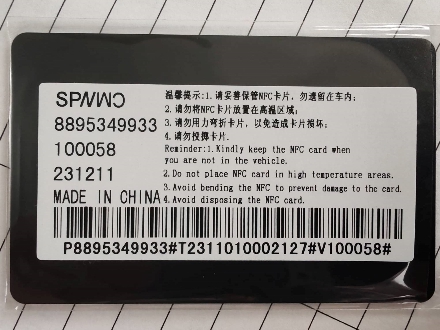 SPNMO
8895349933
100058
231211
MADE IN CHINA
温馨提示:1.请妥善保管NFC卡片，勿遗留在车内;
2.请勿将NFC卡片放置在高温区域;
3.请勿用力弯折卡片，以免造成卡片损坏;
4.请勿投掷卡片.
Reminder:1.Kindly keep the NFC card when
you are not in the vehicle.
2.Do not place NFC card in high temperature areas.
3.Avoid bending the NFC to prevent damage to the card.
4.Avoid disposing the NFC card.
P8895349933#T2311010002127#V100058#